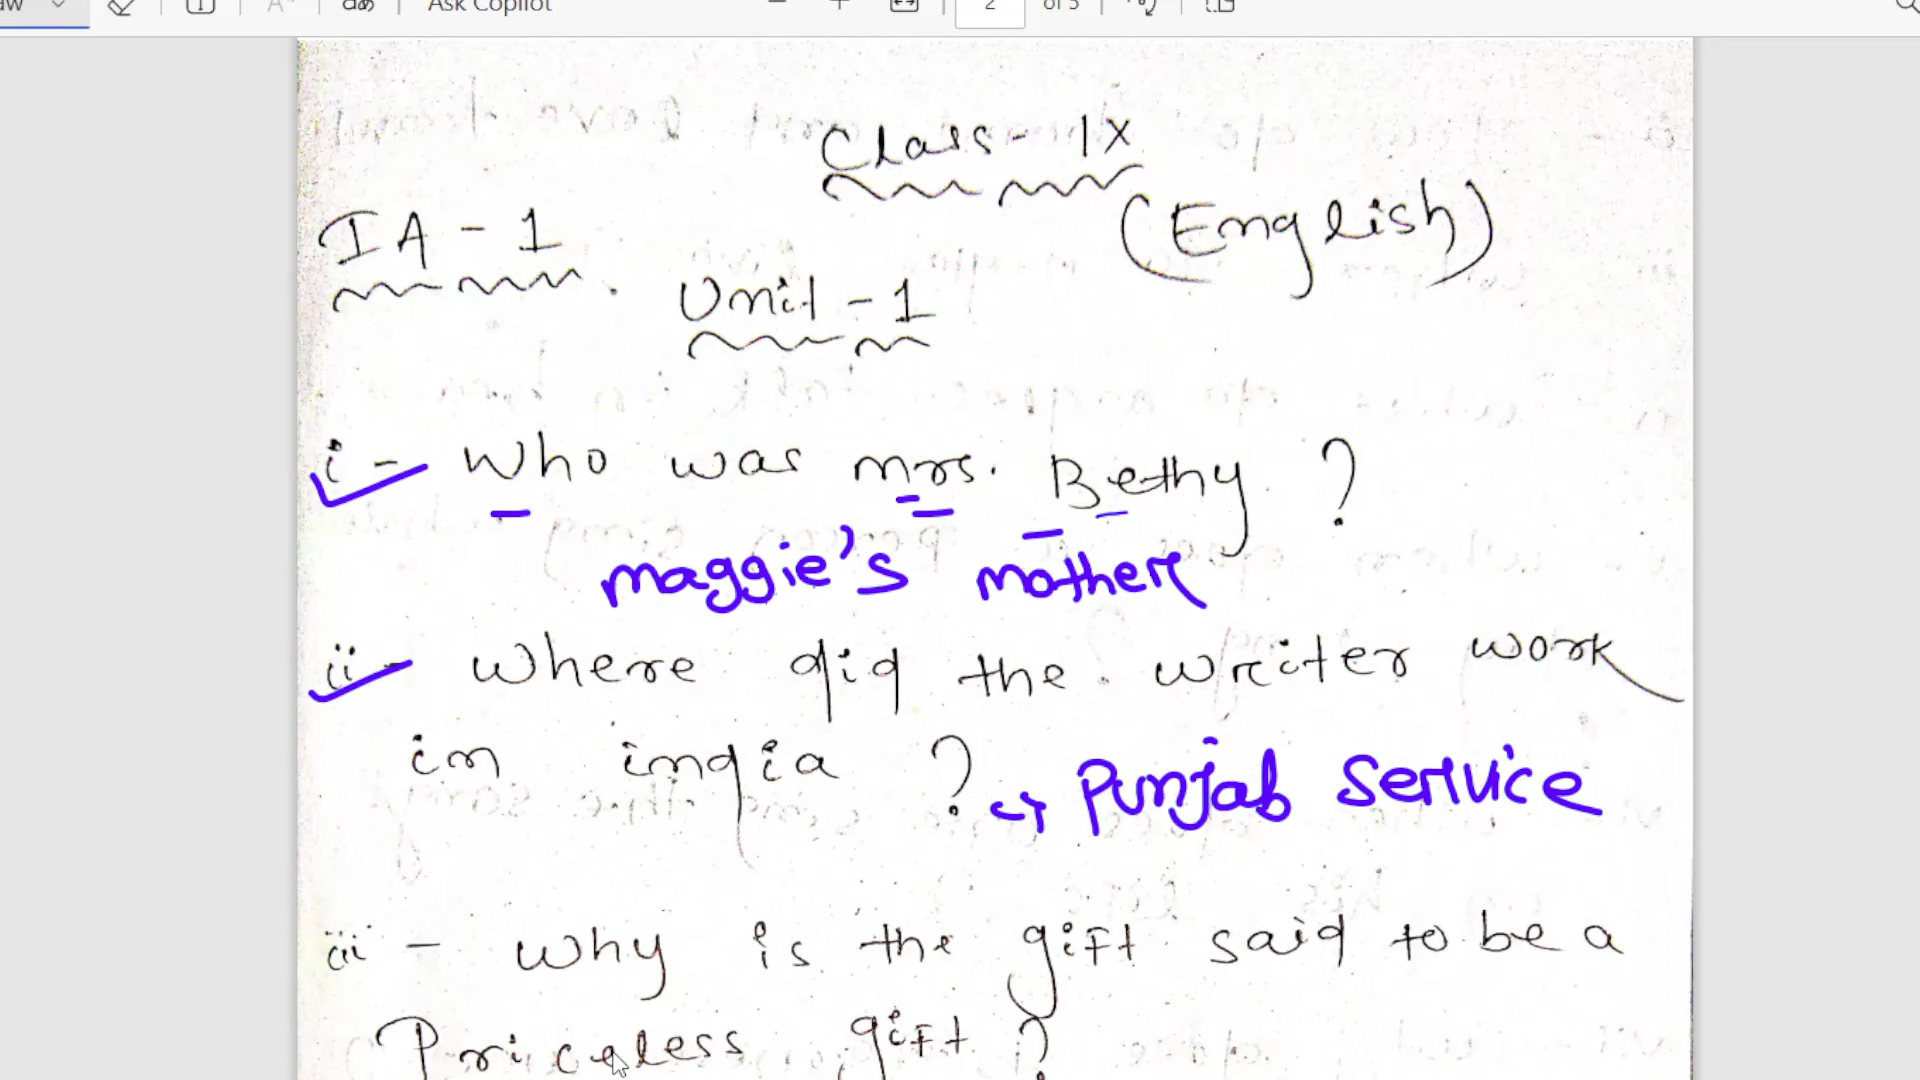 Ask Copilot
2
of 5
Class - IX
IA - 1
(English)
Unit - 1
i - Who was mrs. Bethy ?
maggie's mother
ii - Where did the writer work
in india ? → Punjab Service
iii - Why is the gift said to be a
Priceless gift ?